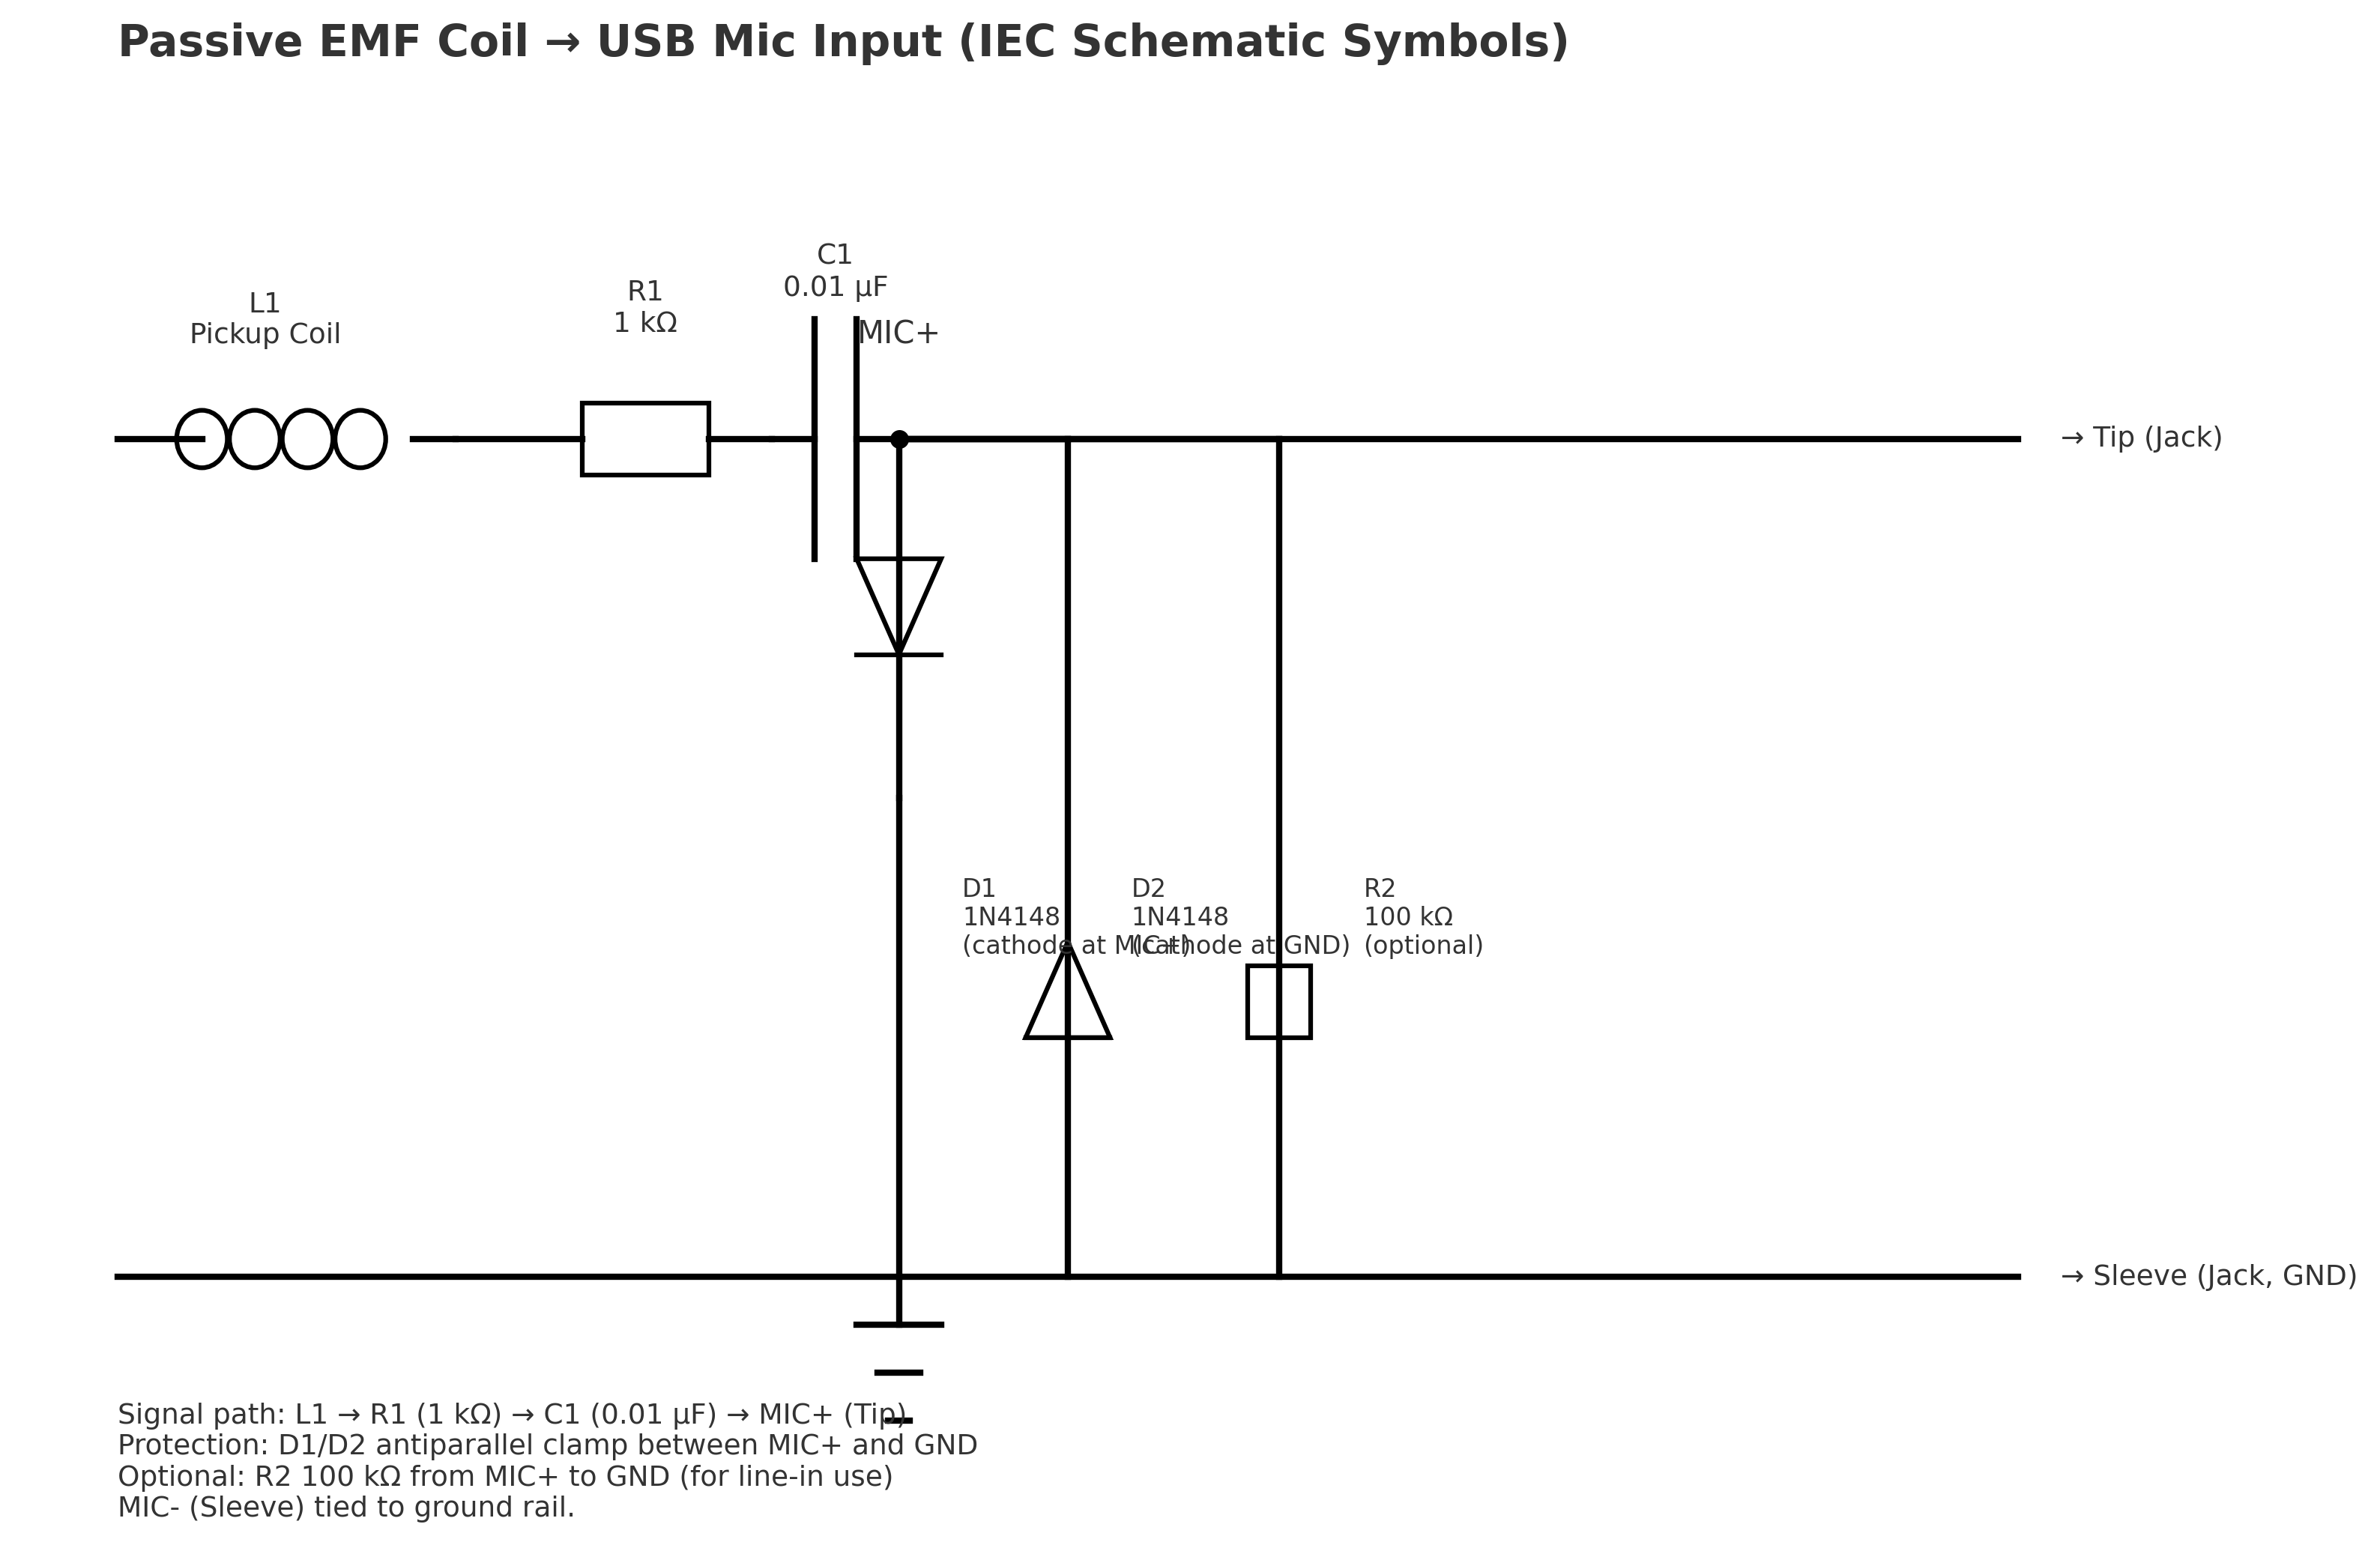 Passive EMF Coil → USB Mic Input (IEC Schematic Symbols)
C1
0.01 µF
L1
Pickup Coil
R1
1 kΩ
MIC+
→ Tip (Jack)
D1
1N4148
(cathode at MIC+)
D2
1N4148
(cathode at GND)
R2
100 kΩ
(optional)
→ Sleeve (Jack, GND)
Signal path: L1 → R1 (1 kΩ) → C1 (0.01 µF) → MIC+ (Tip)
Protection: D1/D2 antiparallel clamp between MIC+ and GND
Optional: R2 100 kΩ from MIC+ to GND (for line-in use)
MIC- (Sleeve) tied to ground rail.